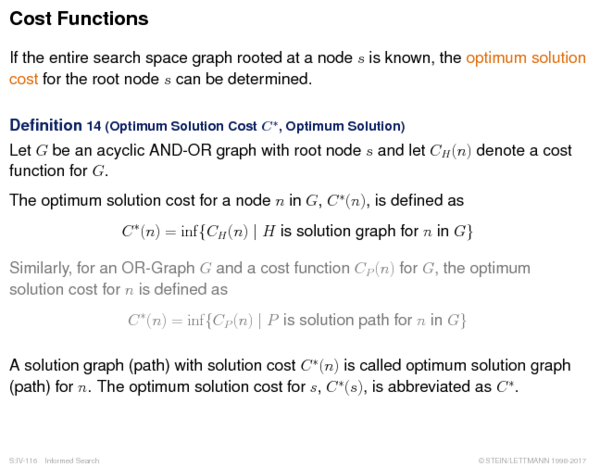 Cost Functions
If the entire search space graph rooted at a node s is known, the optimum solution
cost for the root node s can be determined.
Definition 14 (Optimum Solution Cost C*, Optimum Solution)
Let G be an acyclic AND-OR graph with root node s and let C_H(n) denote a cost
function for G.
The optimum solution cost for a node n in G, C*(n), is defined as
C*(n) = inf{C_H(n) | H is solution graph for n in G}
Similarly, for an OR-Graph G and a cost function C_P(n) for G, the optimum
solution cost for n is defined as
C*(n) = inf{C_P(n) | P is solution path for n in G}
A solution graph (path) with solution cost C*(n) is called optimum solution graph
(path) for n. The optimum solution cost for s, C*(s), is abbreviated as C*.
S:IV-116 Informed Search ©STEIN/LETTMANN 1998-2017